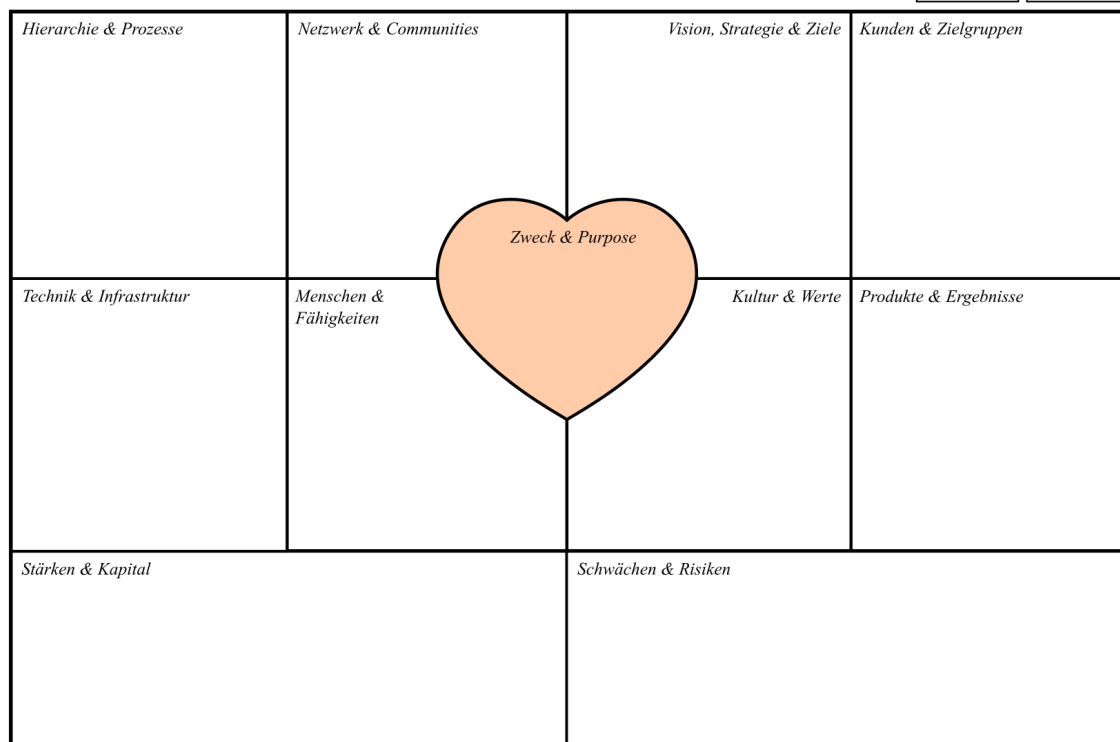 Hierarchie & Prozesse
Netzwerk & Communities
Vision, Strategie & Ziele
Kunden & Zielgruppen
Zweck & Purpose
Technik & Infrastruktur
Menschen &
Fähigkeiten
Kultur & Werte
Produkte & Ergebnisse
Stärken & Kapital
Schwächen & Risiken